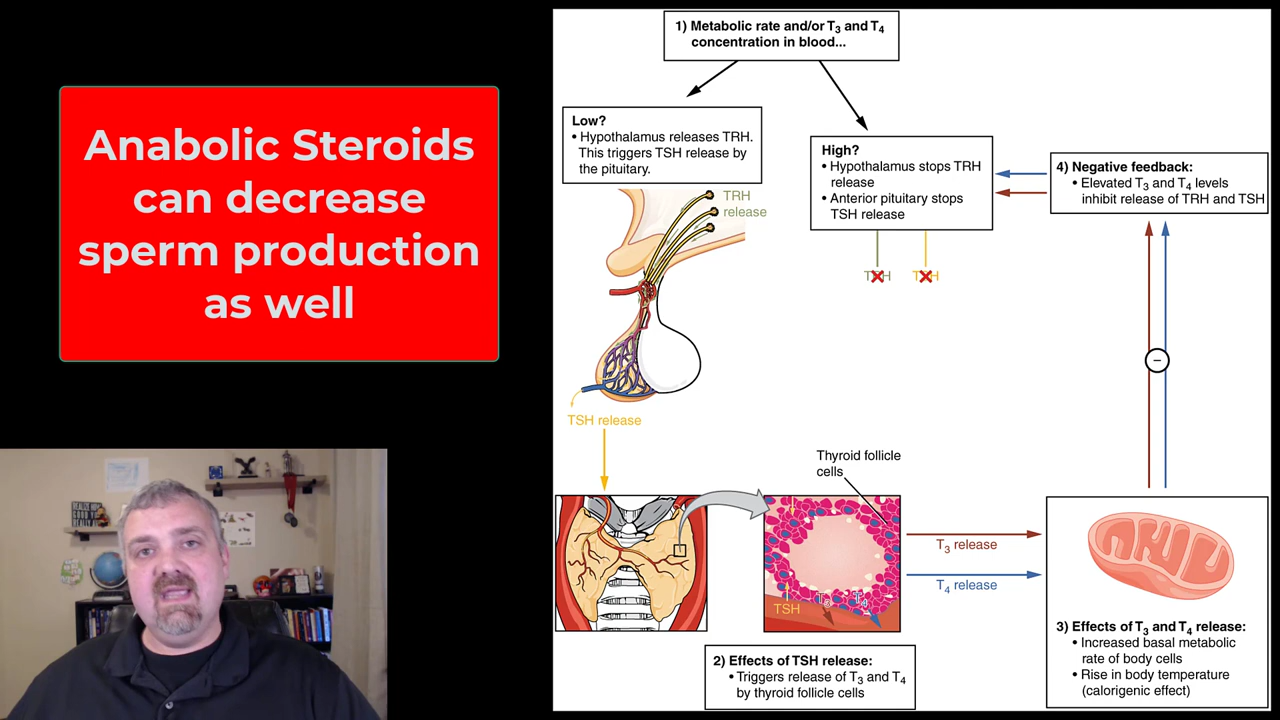 Anabolic Steroids
can decrease
sperm production
as well
1) Metabolic rate and/or T3 and T4
concentration in blood...
Low?
• Hypothalamus releases TRH.
This triggers TSH release by
the pituitary.
High?
• Hypothalamus stops TRH
release
• Anterior pituitary stops
TSH release
4) Negative feedback:
• Elevated T3 and T4 levels
inhibit release of TRH and TSH
TRH
release
TSH release
–
Thyroid follicle
cells
T3 release
T4 release
TSH
T3
T4
2) Effects of TSH release:
• Triggers release of T3 and T4
by thyroid follicle cells
3) Effects of T3 and T4 release:
• Increased basal metabolic
rate of body cells
• Rise in body temperature
(calorigenic effect)